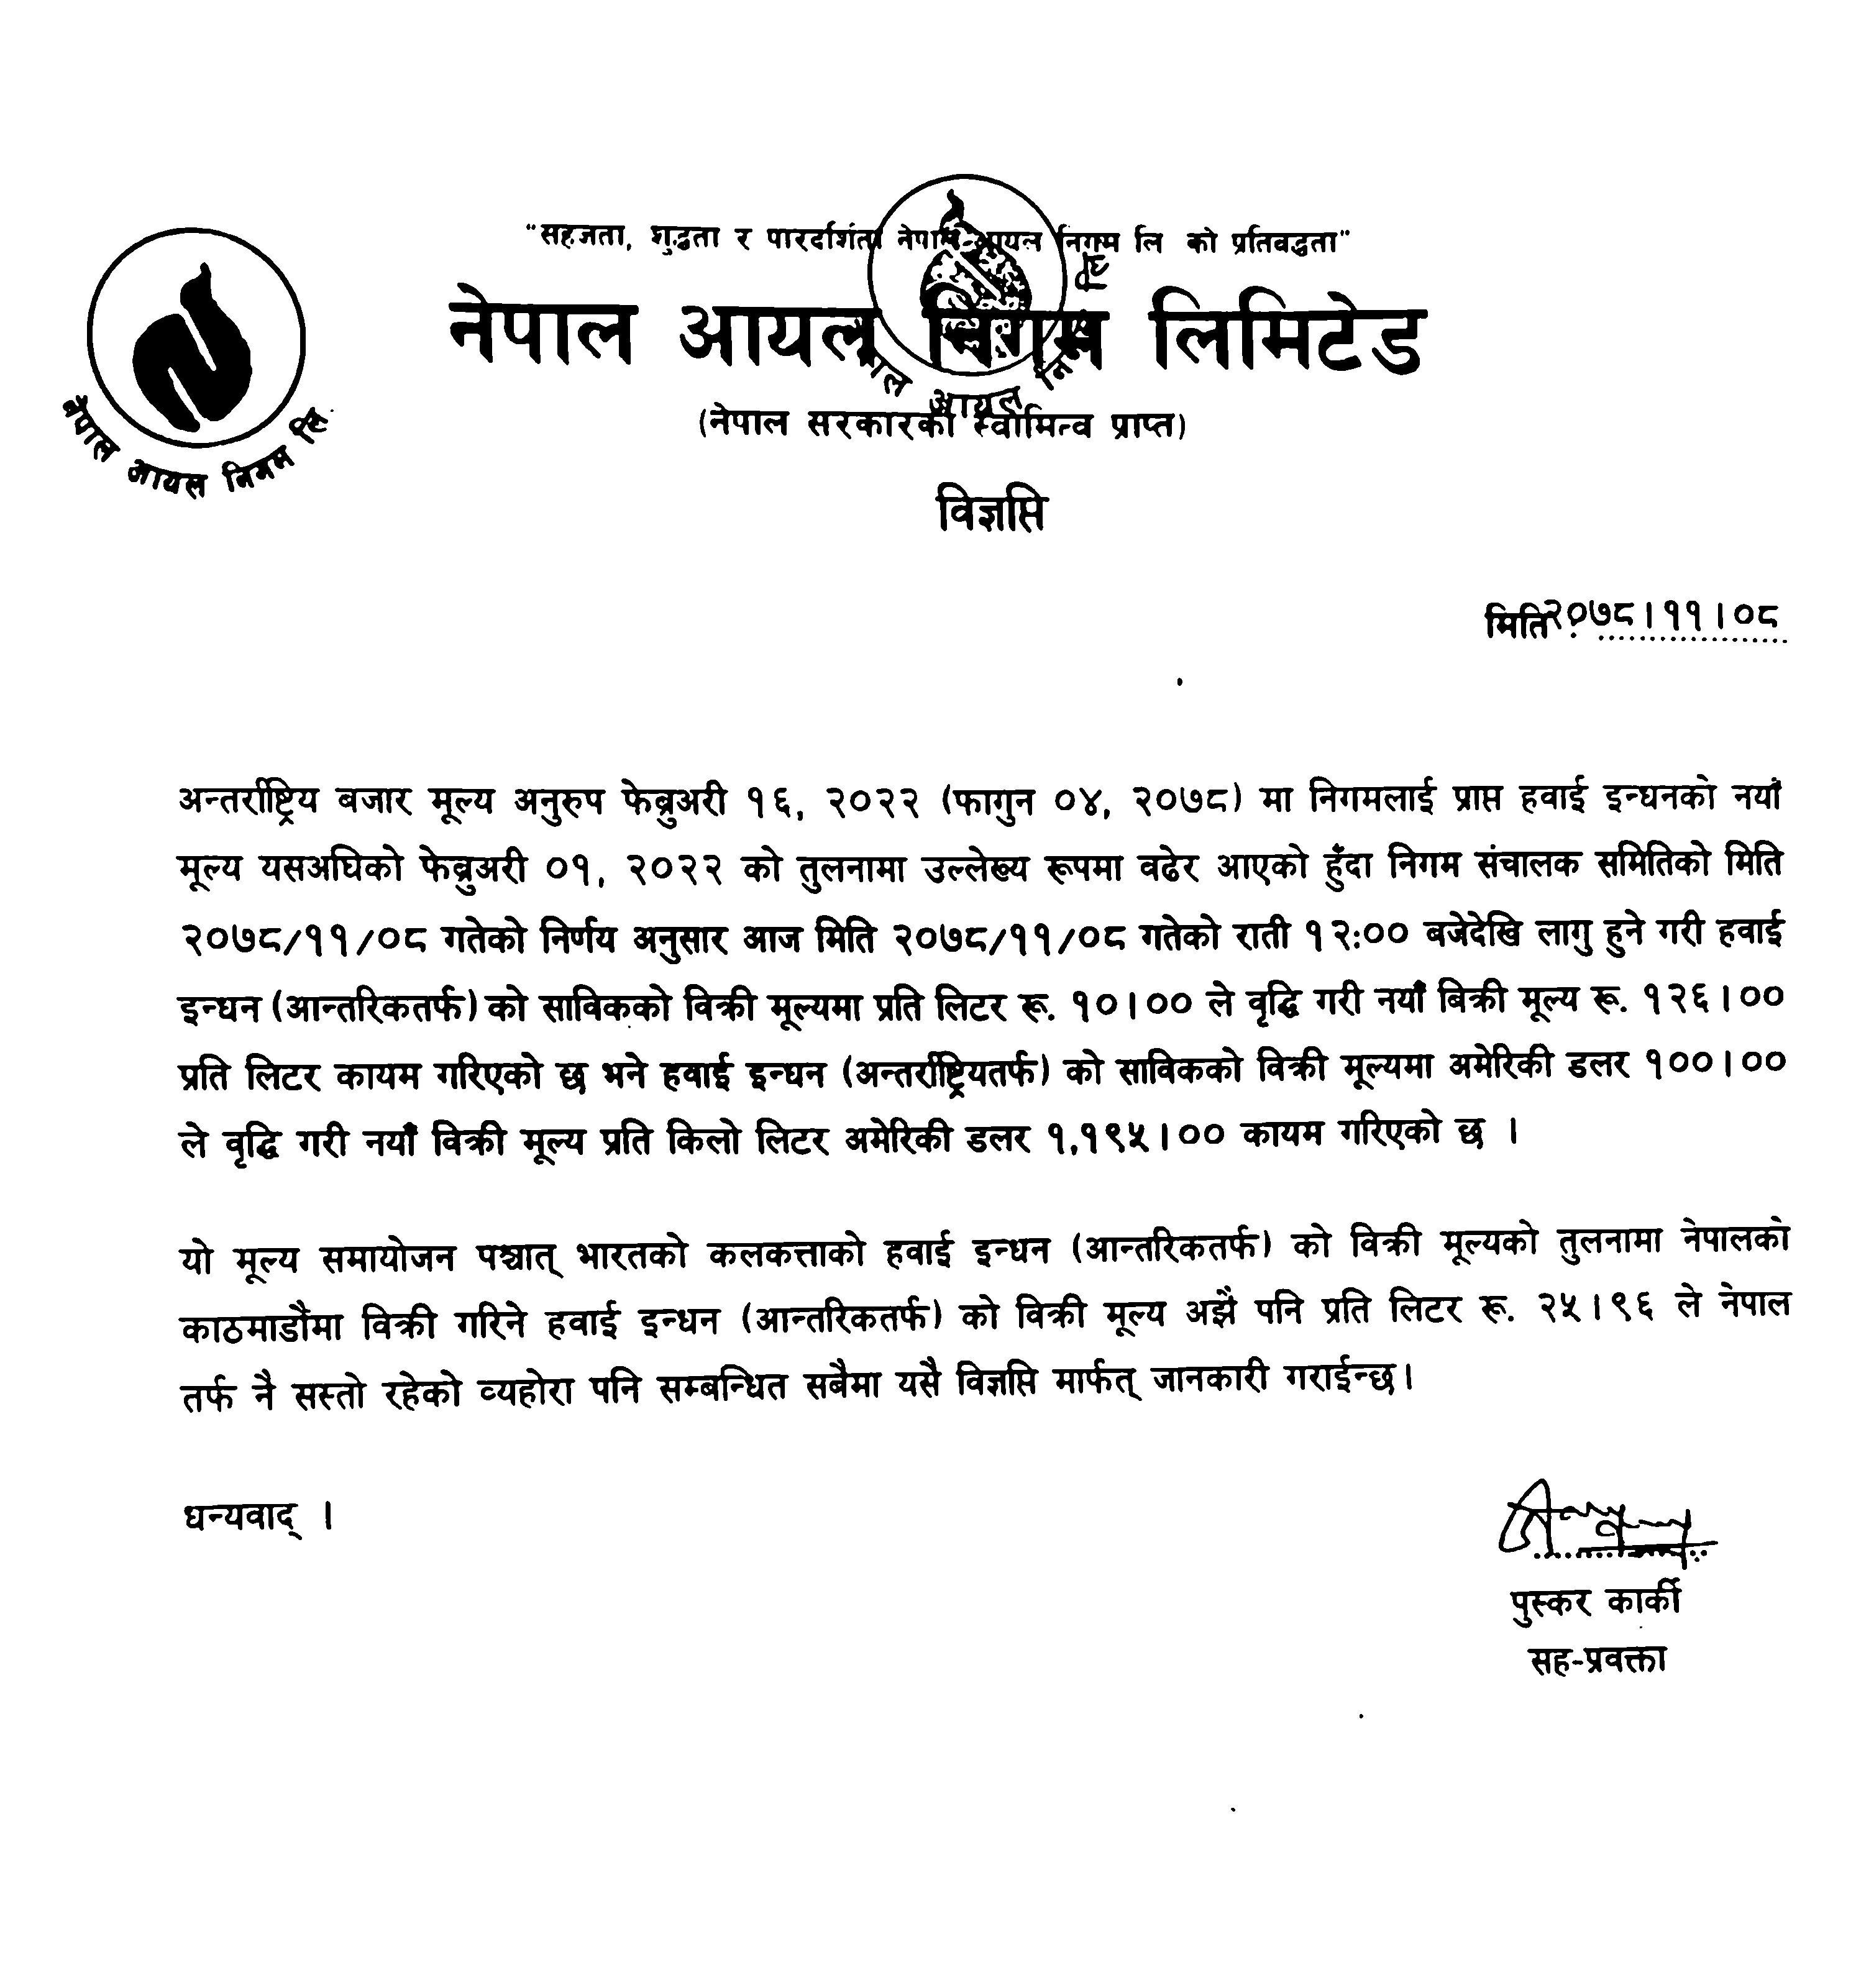 "सहजता, शुद्धता र पारदर्शिता नेपाल आयल निगम लि को प्रतिवद्धता"
नेपाल आयल निगम लिमिटेड
(नेपाल सरकारको स्वामित्व प्राप्त)
नेपाल आयल निगम लि.
नेपाल आयल निगम लि
विज्ञप्ति
मिति : २०७८।११।०८
अन्तर्राष्ट्रिय बजार मूल्य अनुरुप फेब्रुअरी १६, २०२२ (फागुन ०४, २०७८) मा निगमलाई प्राप्त हवाई इन्धनको नयाँ
मूल्य यसअघिको फेब्रुअरी ०१, २०२२ को तुलनामा उल्लेख्य रूपमा वढेर आएको हुँदा निगम संचालक समितिको मिति
२०७८/११/०८ गतेको निर्णय अनुसार आज मिति २०७८/११/०८ गतेको राती १२:०० बजेदेखि लागु हुने गरी हवाई
इन्धन (आन्तरिकतर्फ) को साविकको विक्री मूल्यमा प्रति लिटर रू. १०।०० ले वृद्धि गरी नयाँ बिक्री मूल्य रू. १२६।००
प्रति लिटर कायम गरिएको छ भने हवाई इन्धन (अन्तर्राष्ट्रियतर्फ) को साविकको विक्री मूल्यमा अमेरिकी डलर १००।००
ले वृद्धि गरी नयाँ विक्री मूल्य प्रति किलो लिटर अमेरिकी डलर १,१९५।०० कायम गरिएको छ ।
यो मूल्य समायोजन पश्चात् भारतको कलकत्ताको हवाई इन्धन (आन्तरिकतर्फ) को विक्री मूल्यको तुलनामा नेपालको
काठमाडौंमा विक्री गरिने हवाई इन्धन (आन्तरिकतर्फ) को विक्री मूल्य अझै पनि प्रति लिटर रू. २५।९६ ले नेपाल
तर्फ नै सस्तो रहेको व्यहोरा पनि सम्बन्धित सबैमा यसै विज्ञप्ति मार्फत् जानकारी गराईन्छ।
धन्यवाद् ।
पुस्कर कार्की
सह-प्रवक्ता